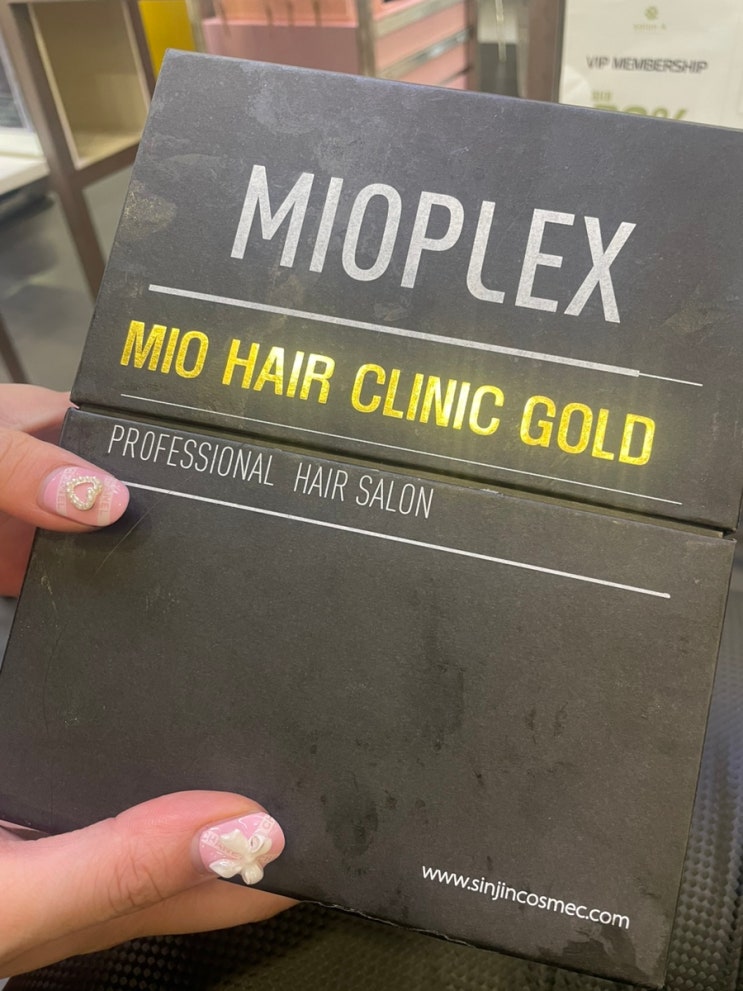 VIP MEMBERSHIP
MIOPLEX
MIO HAIR CLINIC GOLD
PROFESSIONAL HAIR SALON
www.sinjincosmec.com